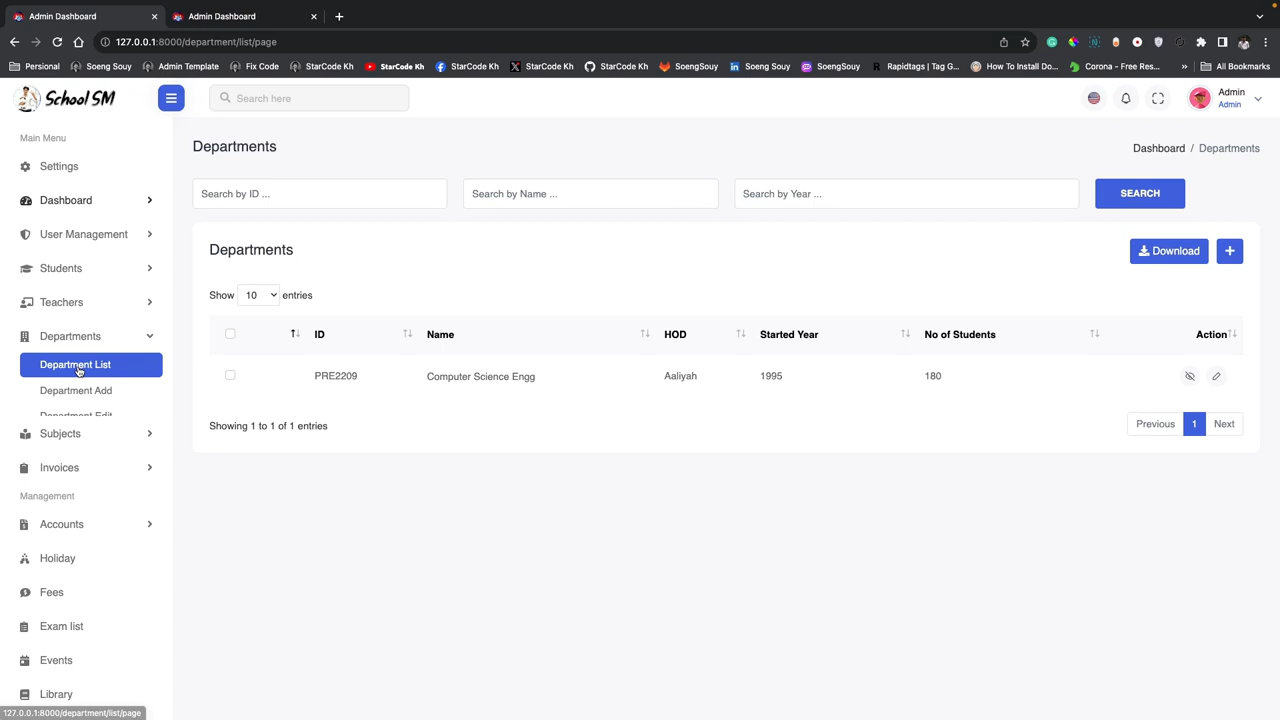 Admin Dashboard
Admin Dashboard
127.0.0.1:8000/department/list/page
Personal
Soeng Souy
Admin Template
Fix Code
StarCode Kh
StarCode Kh
StarCode Kh
StarCode Kh
StarCode Kh
SoengSouy
Soeng Souy
SoengSouy
Rapidtags | Tag G...
How To Install Do...
Corona - Free Res...
»
All Bookmarks
School SM
Search here
Admin
Admin
Main Menu
Settings
Dashboard
User Management
Students
Teachers
Departments
Department List
Department Add
Department Edit
Subjects
Invoices
Management
Accounts
Holiday
Fees
Exam list
Events
Library
127.0.0.1:8000/department/list/page
Departments
Dashboard / Departments
Search by ID ...
Search by Name ...
Search by Year ...
SEARCH
Departments
Download
Show 10 entries
ID Name HOD Started Year No of Students Action
PRE2209 Computer Science Engg Aaliyah 1995 180
Showing 1 to 1 of 1 entries
Previous 1 Next